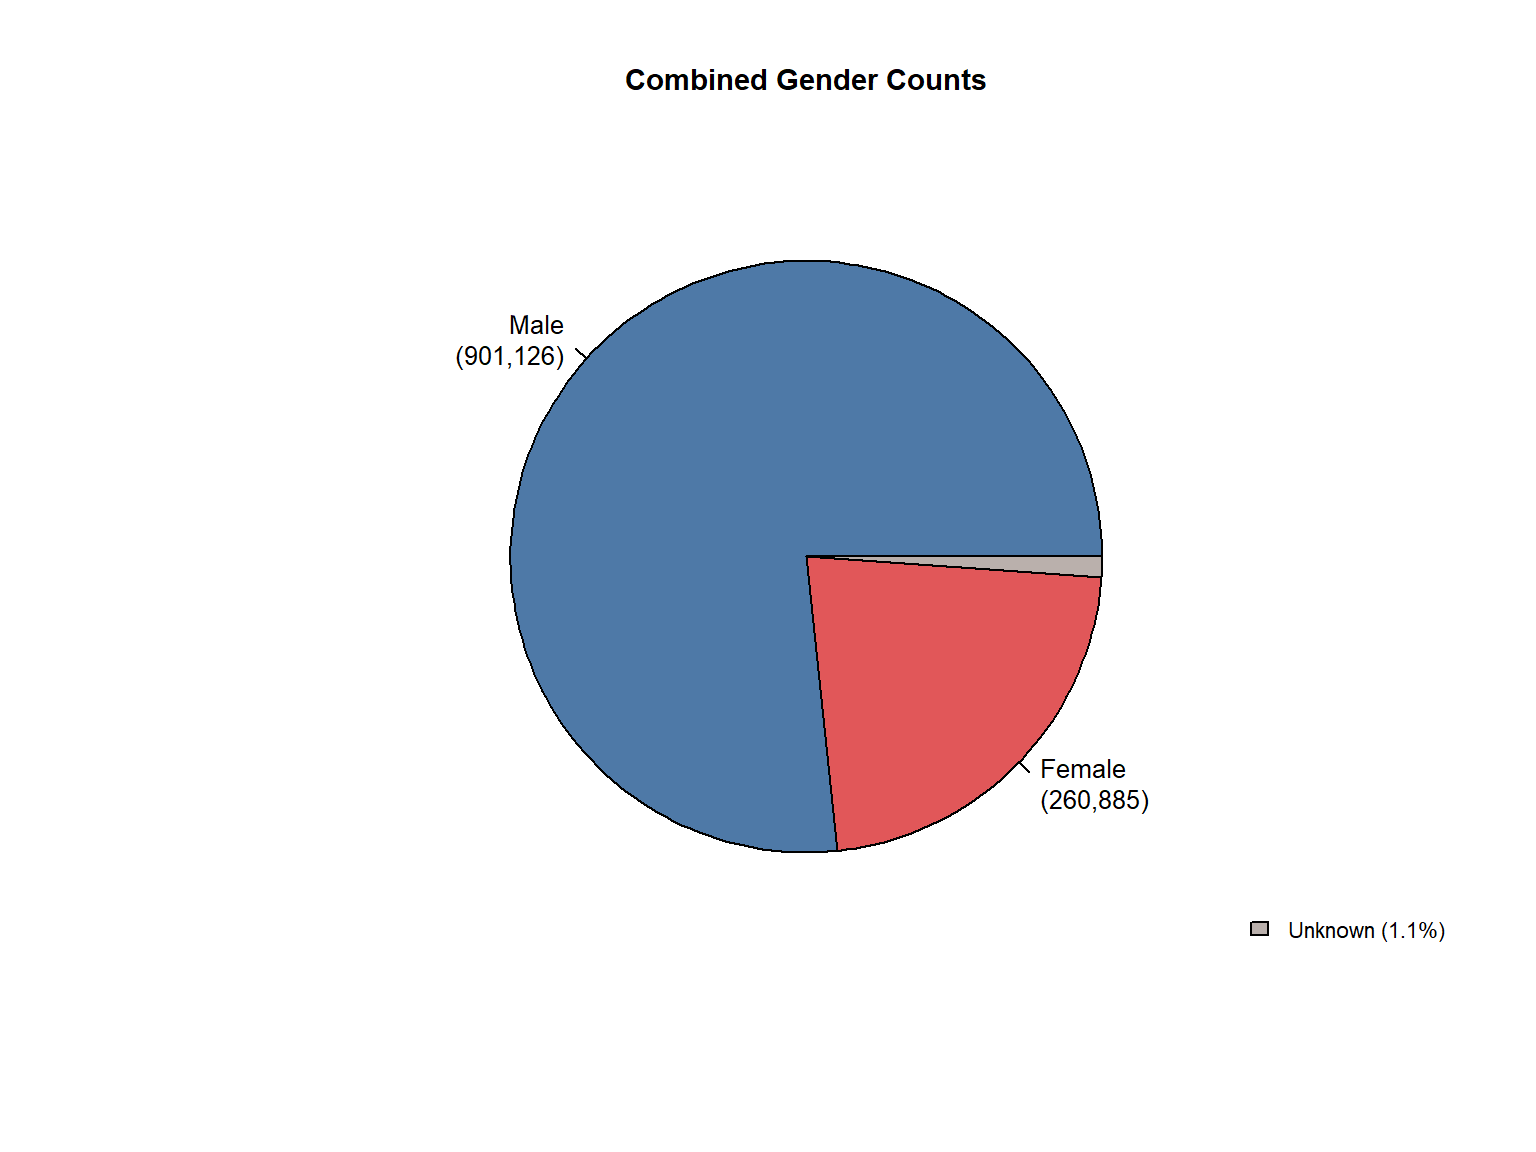 Combined Gender Counts
Male
(901,126)
Female
(260,885)
Unknown (1.1%)